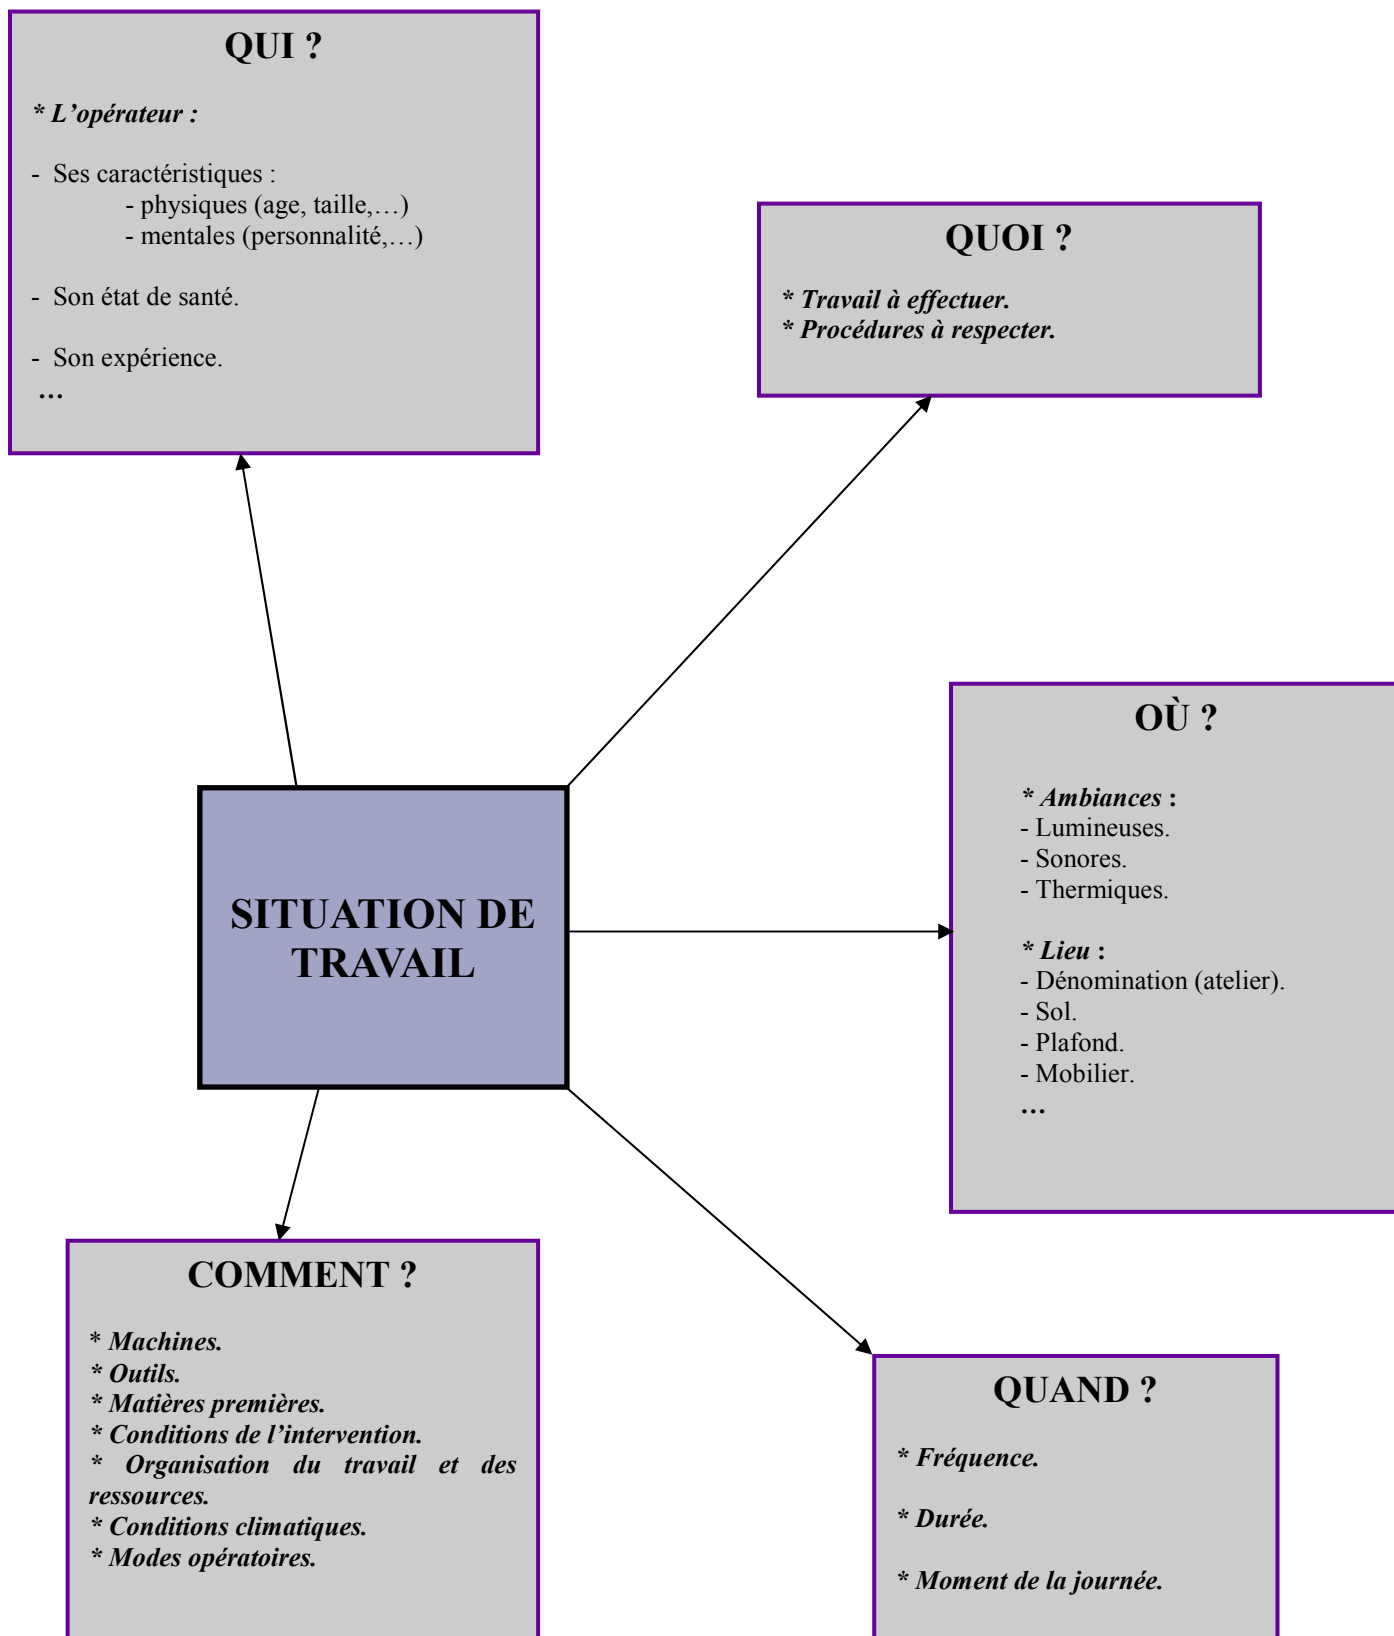 QUI ?
* L’opérateur :
- Ses caractéristiques :
- physiques (age, taille,…)
- mentales (personnalité,…)
- Son état de santé.
- Son expérience.
…
QUOI ?
* Travail à effectuer.
* Procédures à respecter.
OÙ ?
* Ambiances :
- Lumineuses.
- Sonores.
- Thermiques.
* Lieu :
- Dénomination (atelier).
- Sol.
- Plafond.
- Mobilier.
…
SITUATION DE
TRAVAIL
COMMENT ?
* Machines.
* Outils.
* Matières premières.
* Conditions de l’intervention.
* Organisation du travail et des
ressources.
* Conditions climatiques.
* Modes opératoires.
QUAND ?
* Fréquence.
* Durée.
* Moment de la journée.